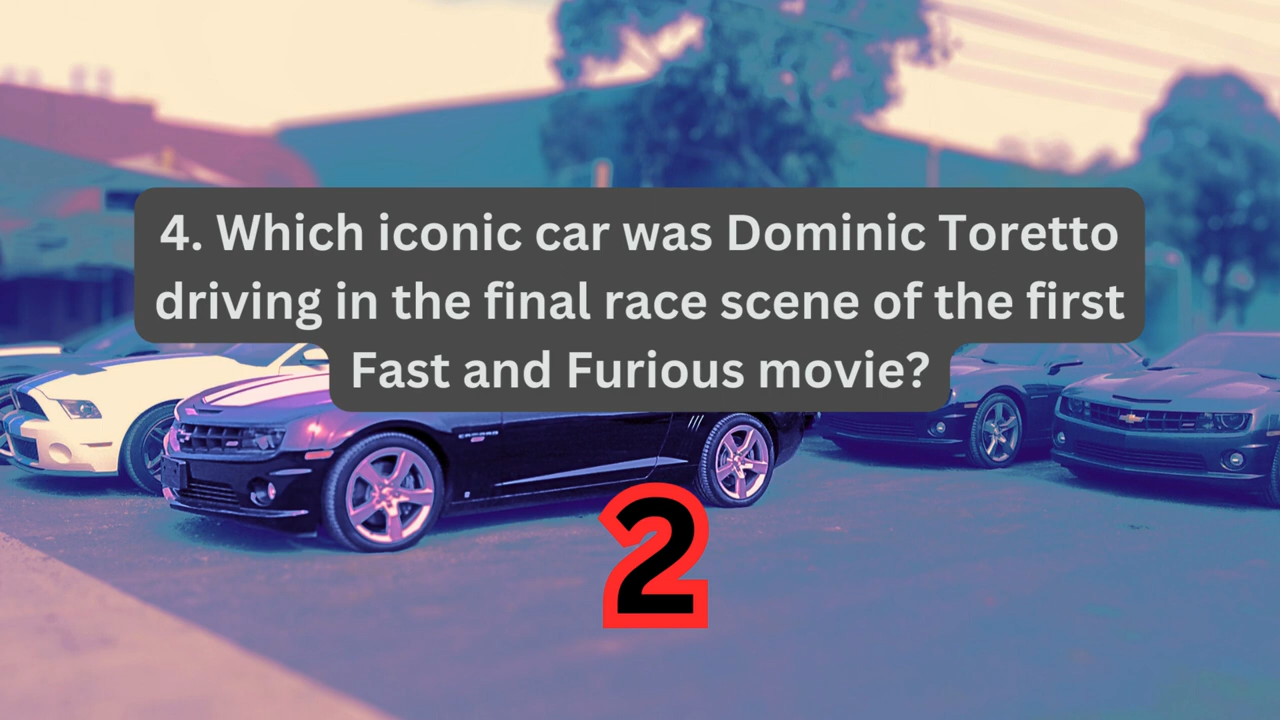 4. Which iconic car was Dominic Toretto
driving in the final race scene of the first
Fast and Furious movie?
CAMARO
2